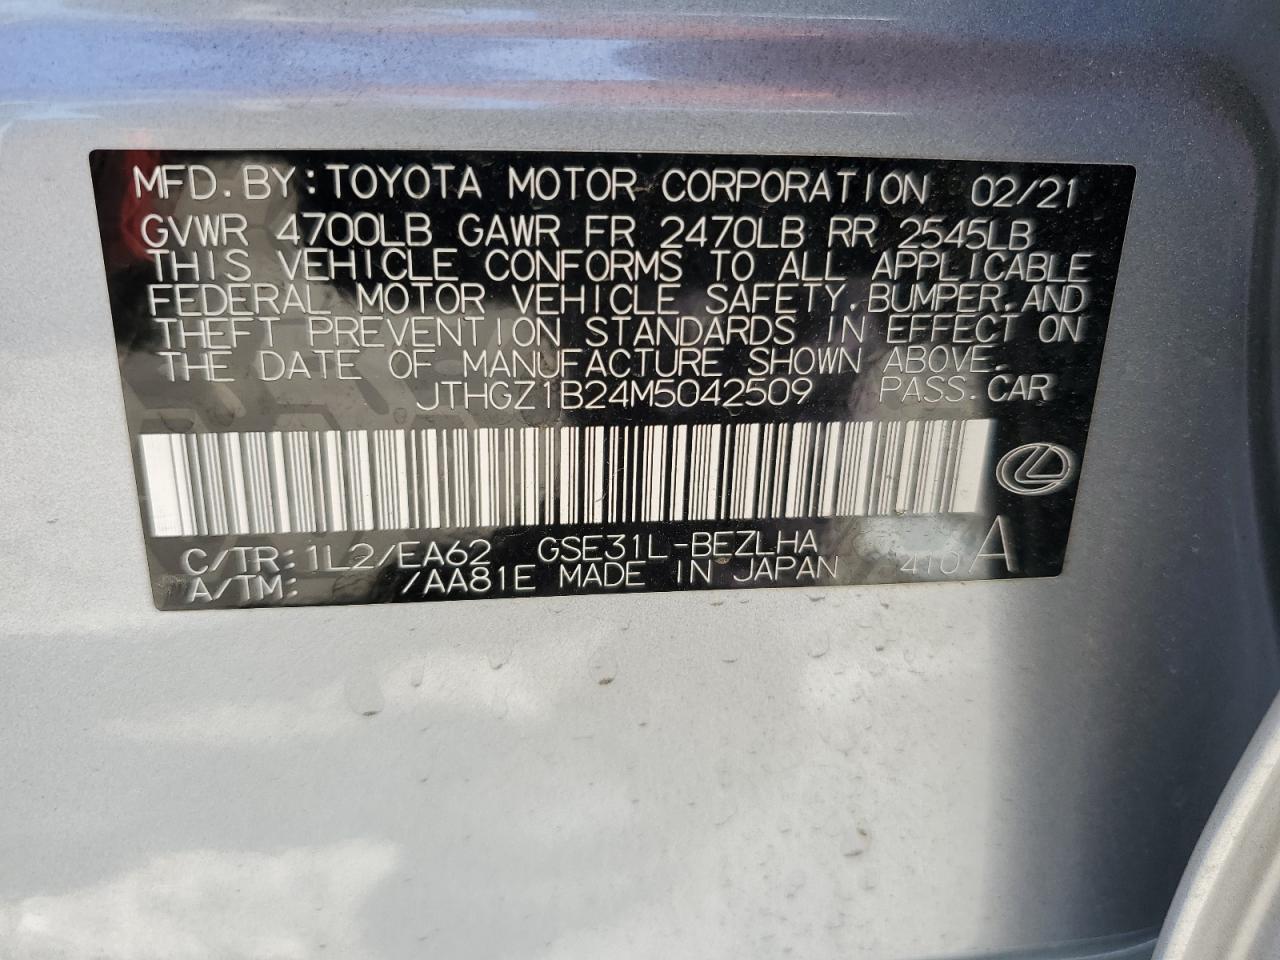 MFD. BY: TOYOTA MOTOR CORPORATION 02/21
GVWR 4700LB GAWR FR 2470LB RR 2545LB
THIS VEHICLE CONFORMS TO ALL APPLICABLE
FEDERAL MOTOR VEHICLE SAFETY, BUMPER, AND
THEFT PREVENTION STANDARDS IN EFFECT ON
THE DATE OF MANUFACTURE SHOWN ABOVE.
JTHGZ1B24M5042509 PASS. CAR
C/TR: 1L2/EA62 GSE31L-BEZLHA
A/TM: /AA81E MADE IN JAPAN 410 A